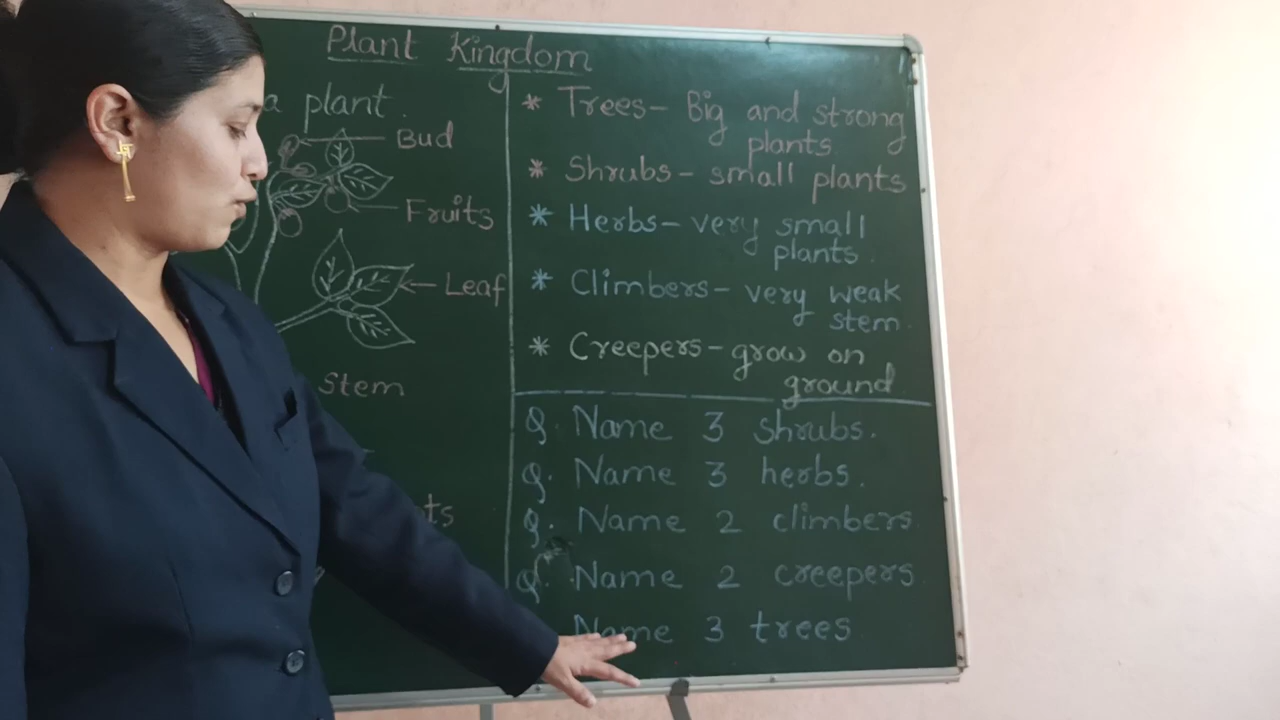 Plant Kingdom
a plant.
Bud
Fruits
Leaf
Stem
ts
* Trees- Big and strong
plants
* Shrubs- small plants
* Herbs- very small
plants.
* Climbers- very weak
stem.
* Creepers- grow on
ground
Q. Name 3 shrubs.
Q. Name 3 herbs.
Q. Name 2 climbers
Q. Name 2 creepers
Name 3 trees